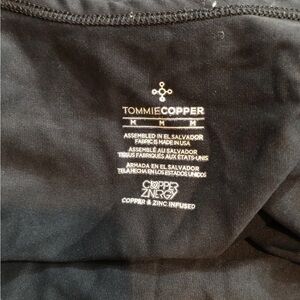 TOMMIECOPPER
M M M
ASSEMBLED IN EL SALVADOR
FABRIC IS MADE IN USA
ASSEMBLÉ AU SALVADOR
TISSUS FABRIQUÉS AUX ÉTATS-UNIS
ARMADA EN EL SALVADOR
TELA HECHA EN LOS ESTADOS UNIDOS
COPPER
ZNERGY
COPPER & ZINC INFUSED